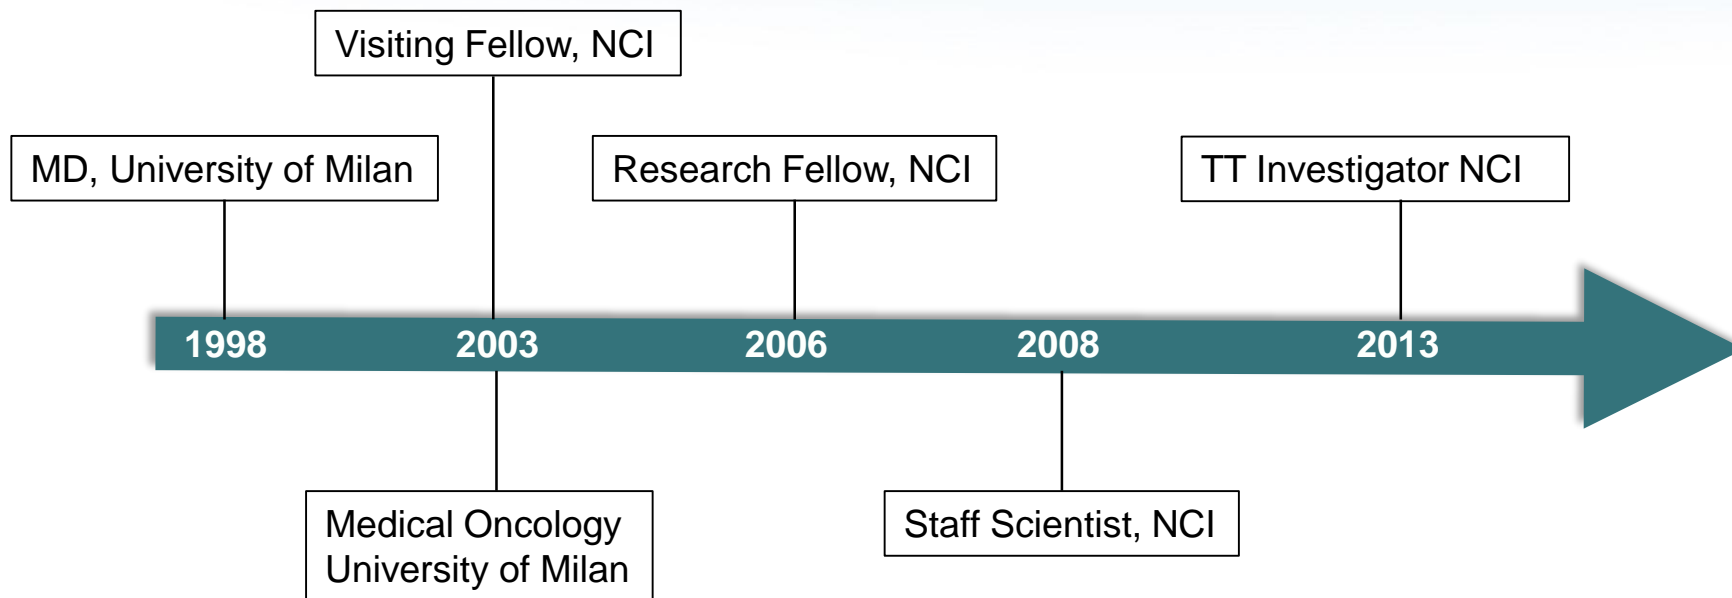 Visiting Fellow, NCI
MD, University of Milan
Research Fellow, NCI
TT Investigator NCI
1998
2003
2006
2008
2013
Medical Oncology
University of Milan
Staff Scientist, NCI